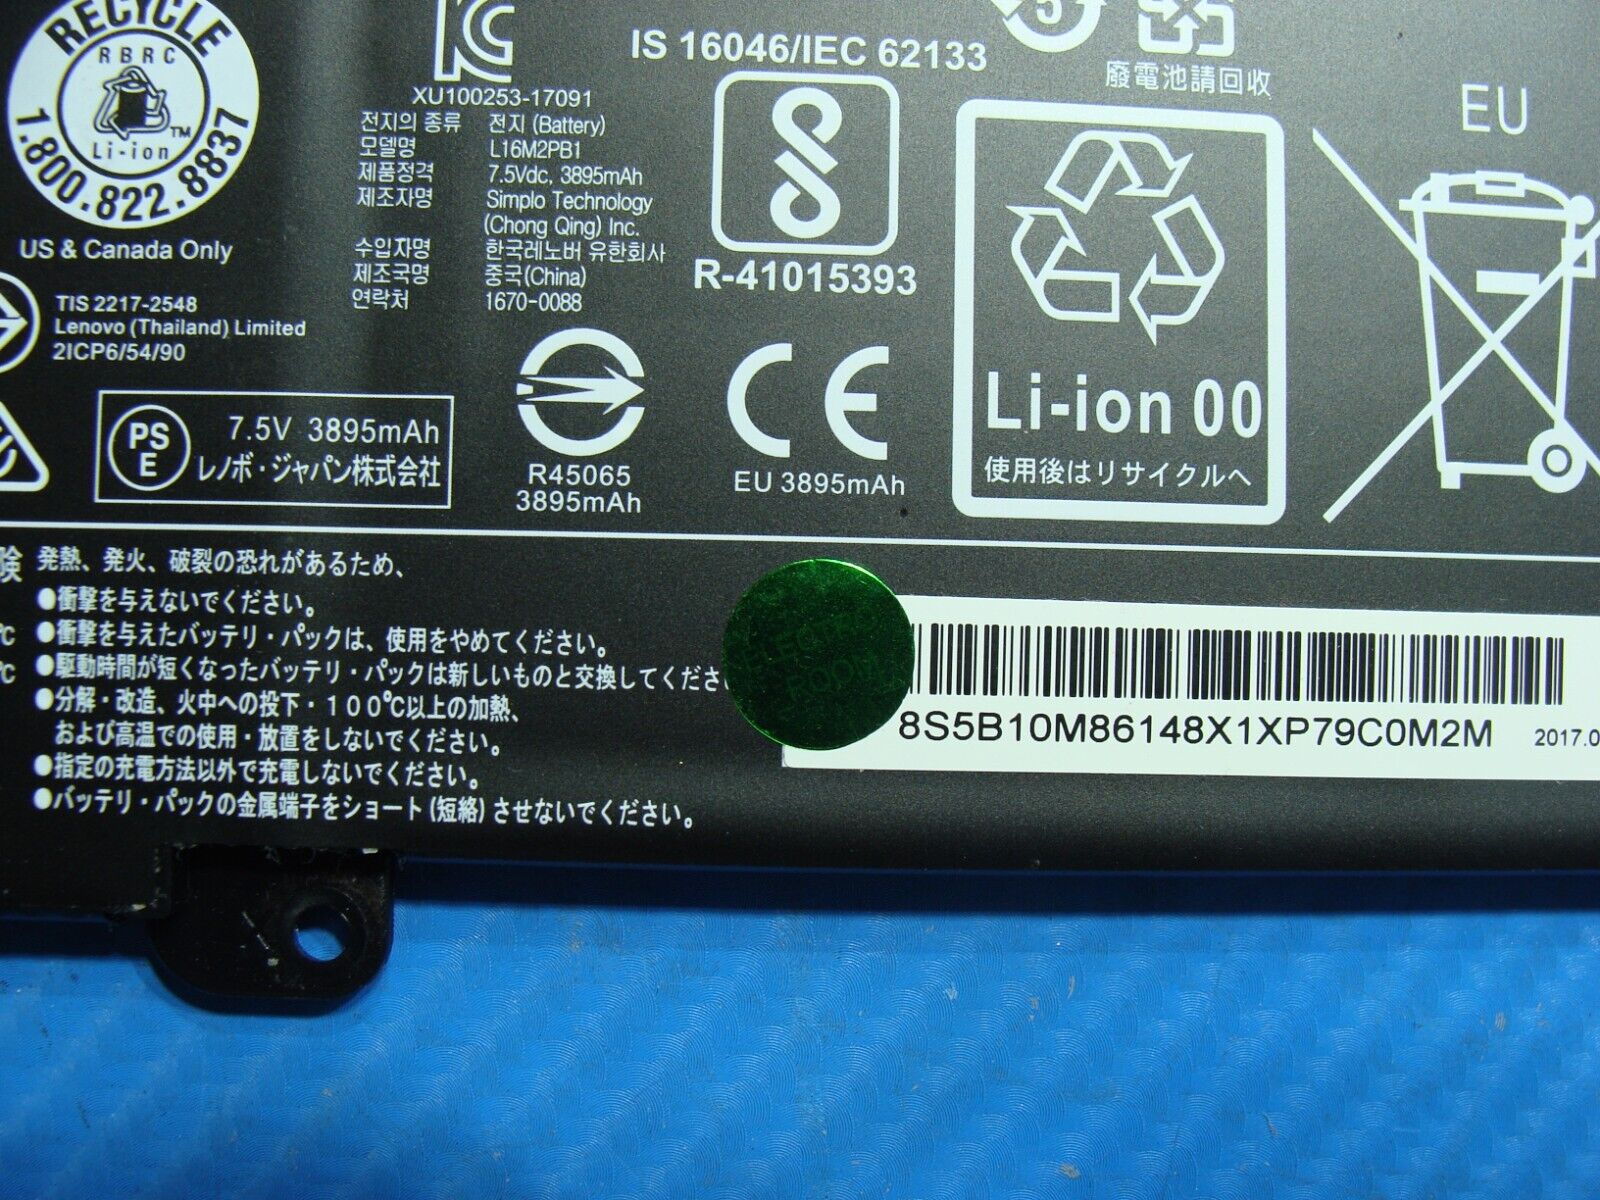 RECYCLE
RBRC
TM
Li-ion
1.800.822.8837
US & Canada Only
TIS 2217-2548
Lenovo (Thailand) Limited
2ICP6/54/90
XU100253-17091
전지의 종류 전지 (Battery)
모델명 L16M2PB1
제품정격 7.5Vdc, 3895mAh
제조자명 Simplo Technology
(Chong Qing) Inc.
수입자명 한국레노버 유한회사
제조국명 중국(China)
연락처 1670-0088
IS 16046/IEC 62133
R-41015393
5
廢電池請回收
EU
Li-ion 00
使用後はリサイクルへ
PS
E
7.5V 3895mAh
レノボ・ジャパン株式会社
R45065
3895mAh
CE
EU 3895mAh
険 発熱、発火、破裂の恐れがあるため、
●衝撃を与えないでください。
℃ ●衝撃を与えたバッテリ・パックは、使用をやめてください。
℃ ●駆動時間が短くなったバッテリ・パックは新しいものと交換してくださ
●分解・改造、火中への投下・100℃以上の加熱、
および高温での使用・放置をしないでください。
●指定の充電方法以外で充電しないでください。
●バッテリ・パックの金属端子をショート(短絡)させないでください。
8S5B10M86148X1XP79C0M2M
2017.0